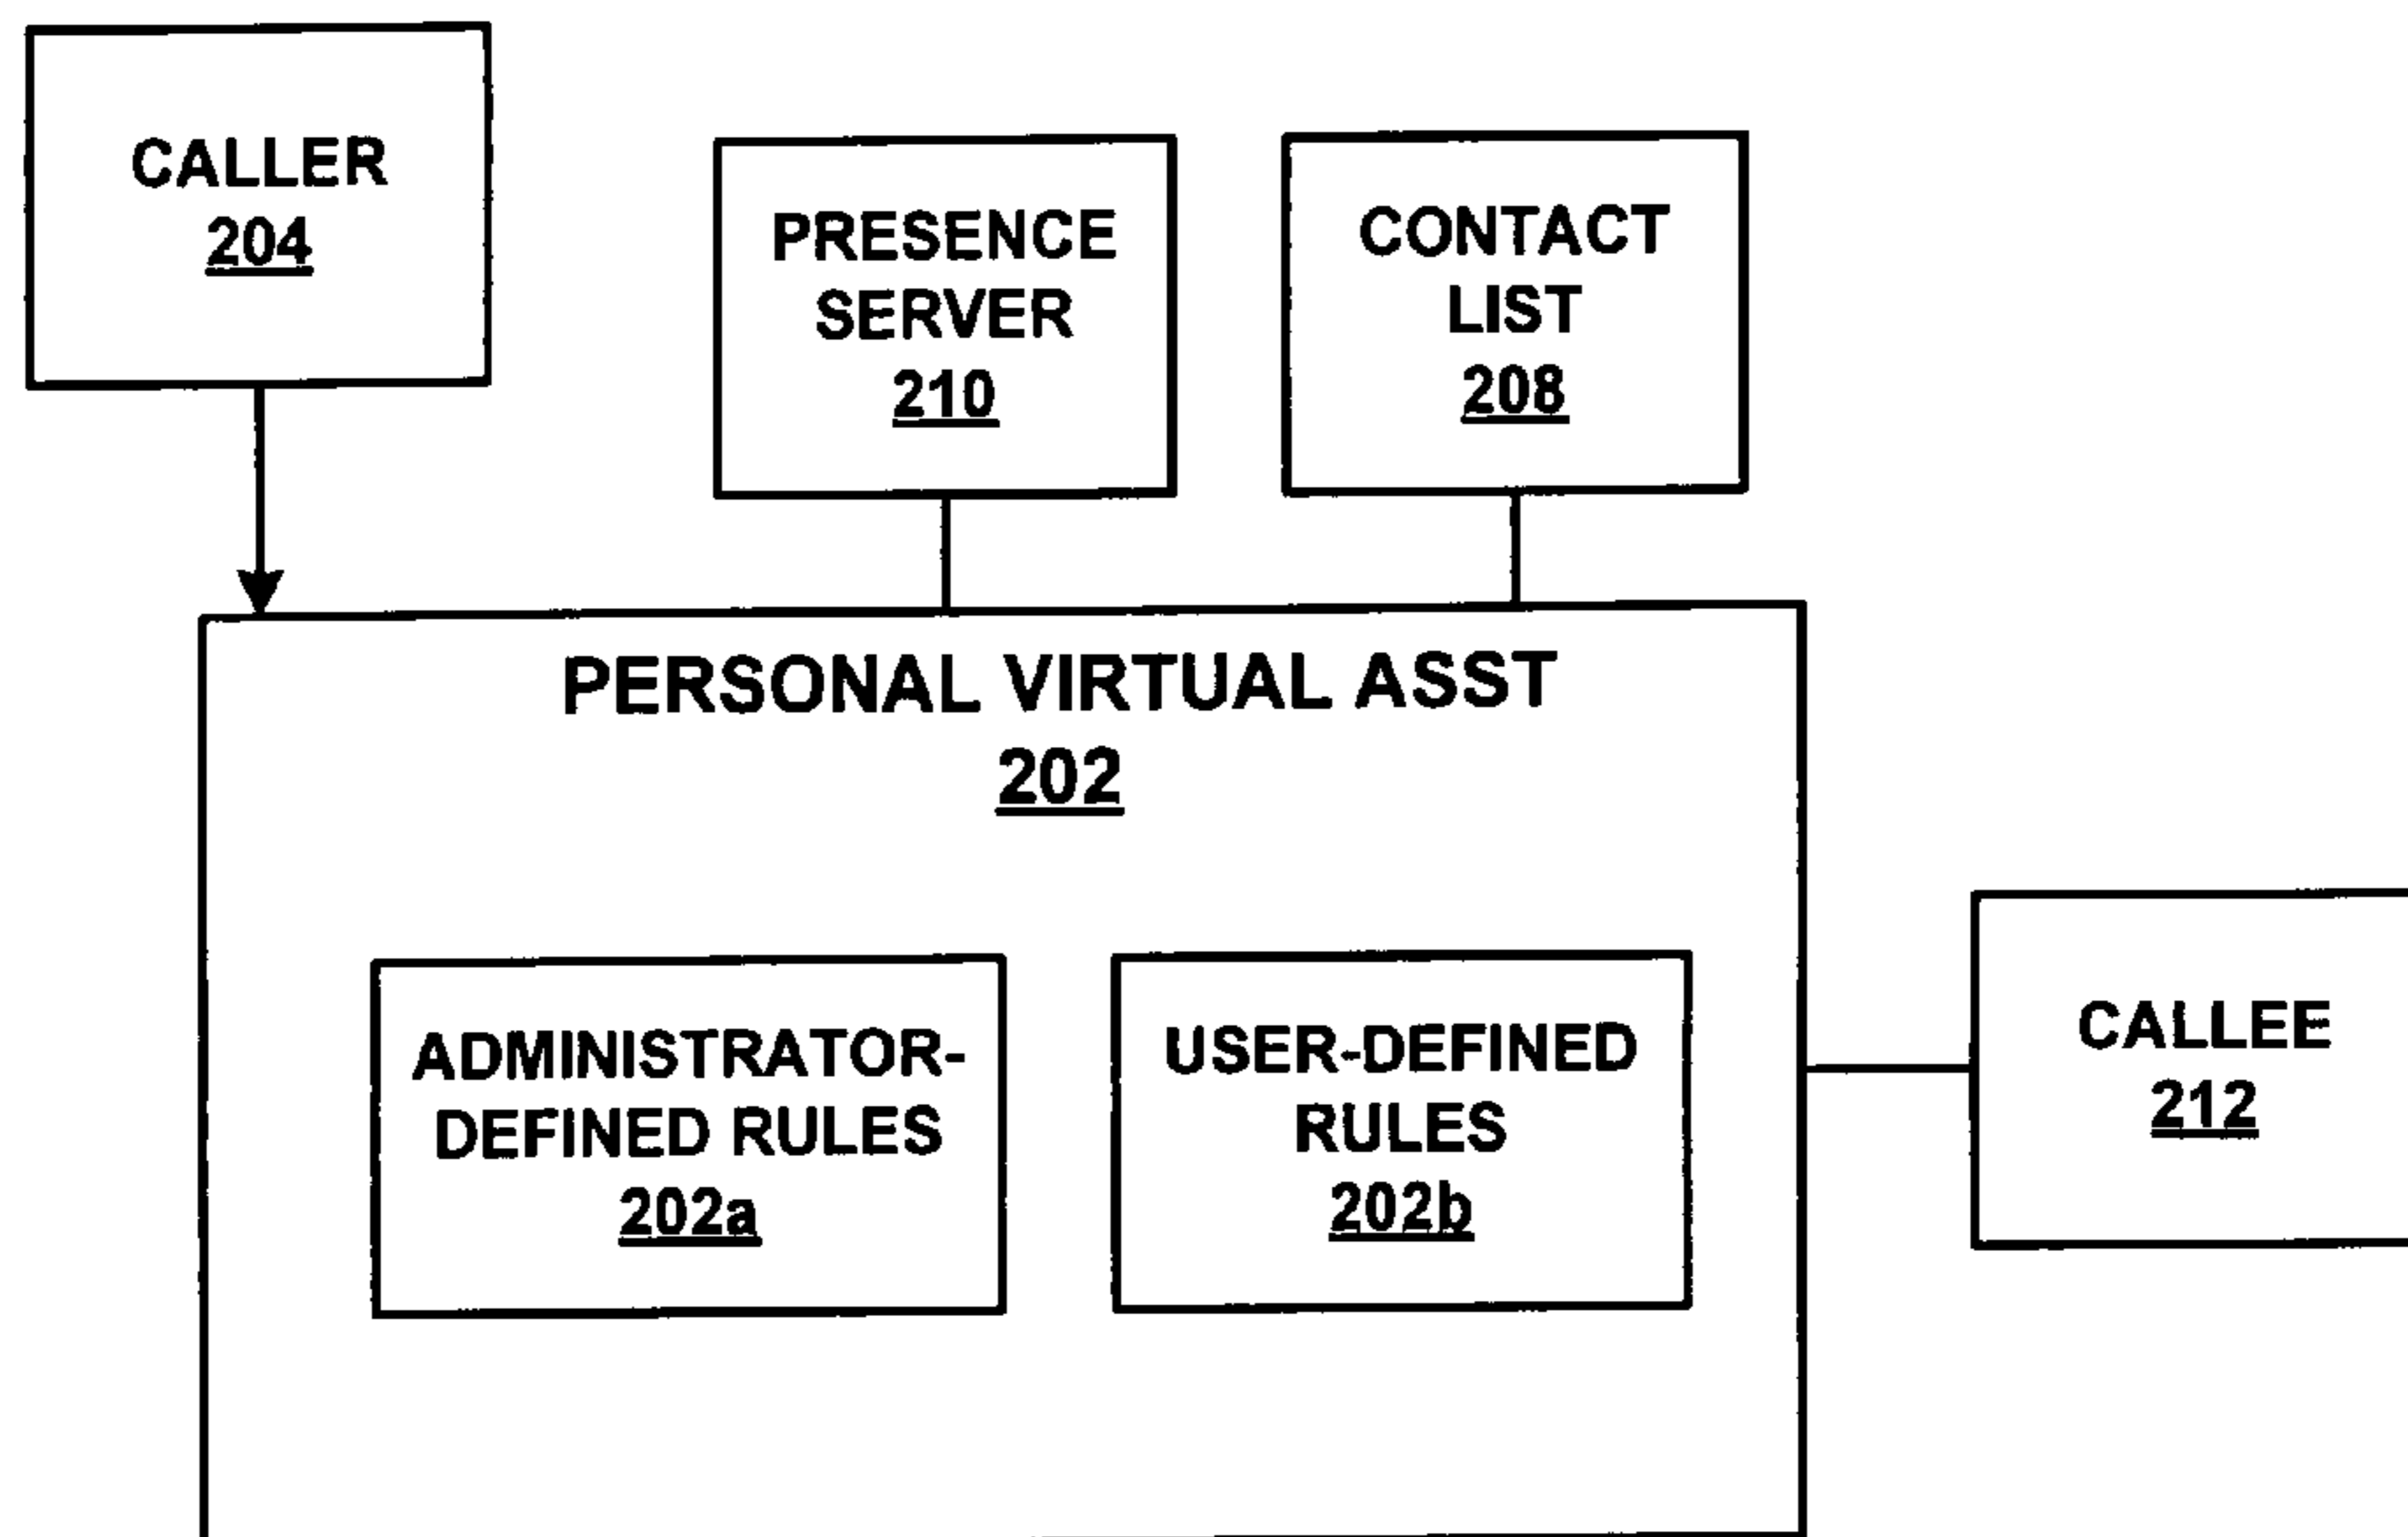 CALLER
204
PRESENCE
SERVER
210
CONTACT
LIST
208
PERSONAL VIRTUAL ASST
202
ADMINISTRATOR-
DEFINED RULES
202a
USER-DEFINED
RULES
202b
CALLEE
212